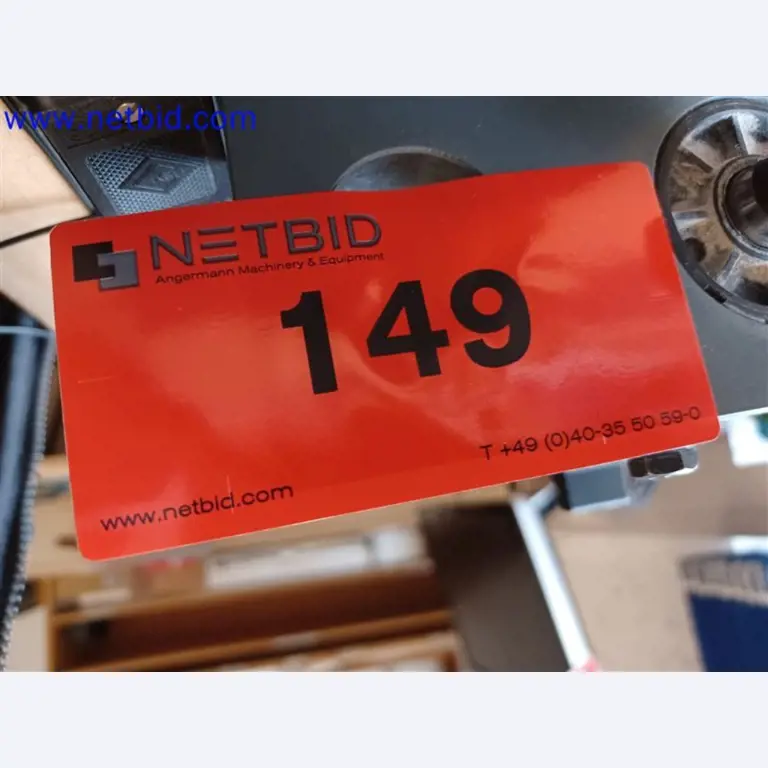 www.netbid.com
NETBID
Angermann Machinery & Equipment
149
T +49 (0)40-35 50 59-0
www.netbid.com